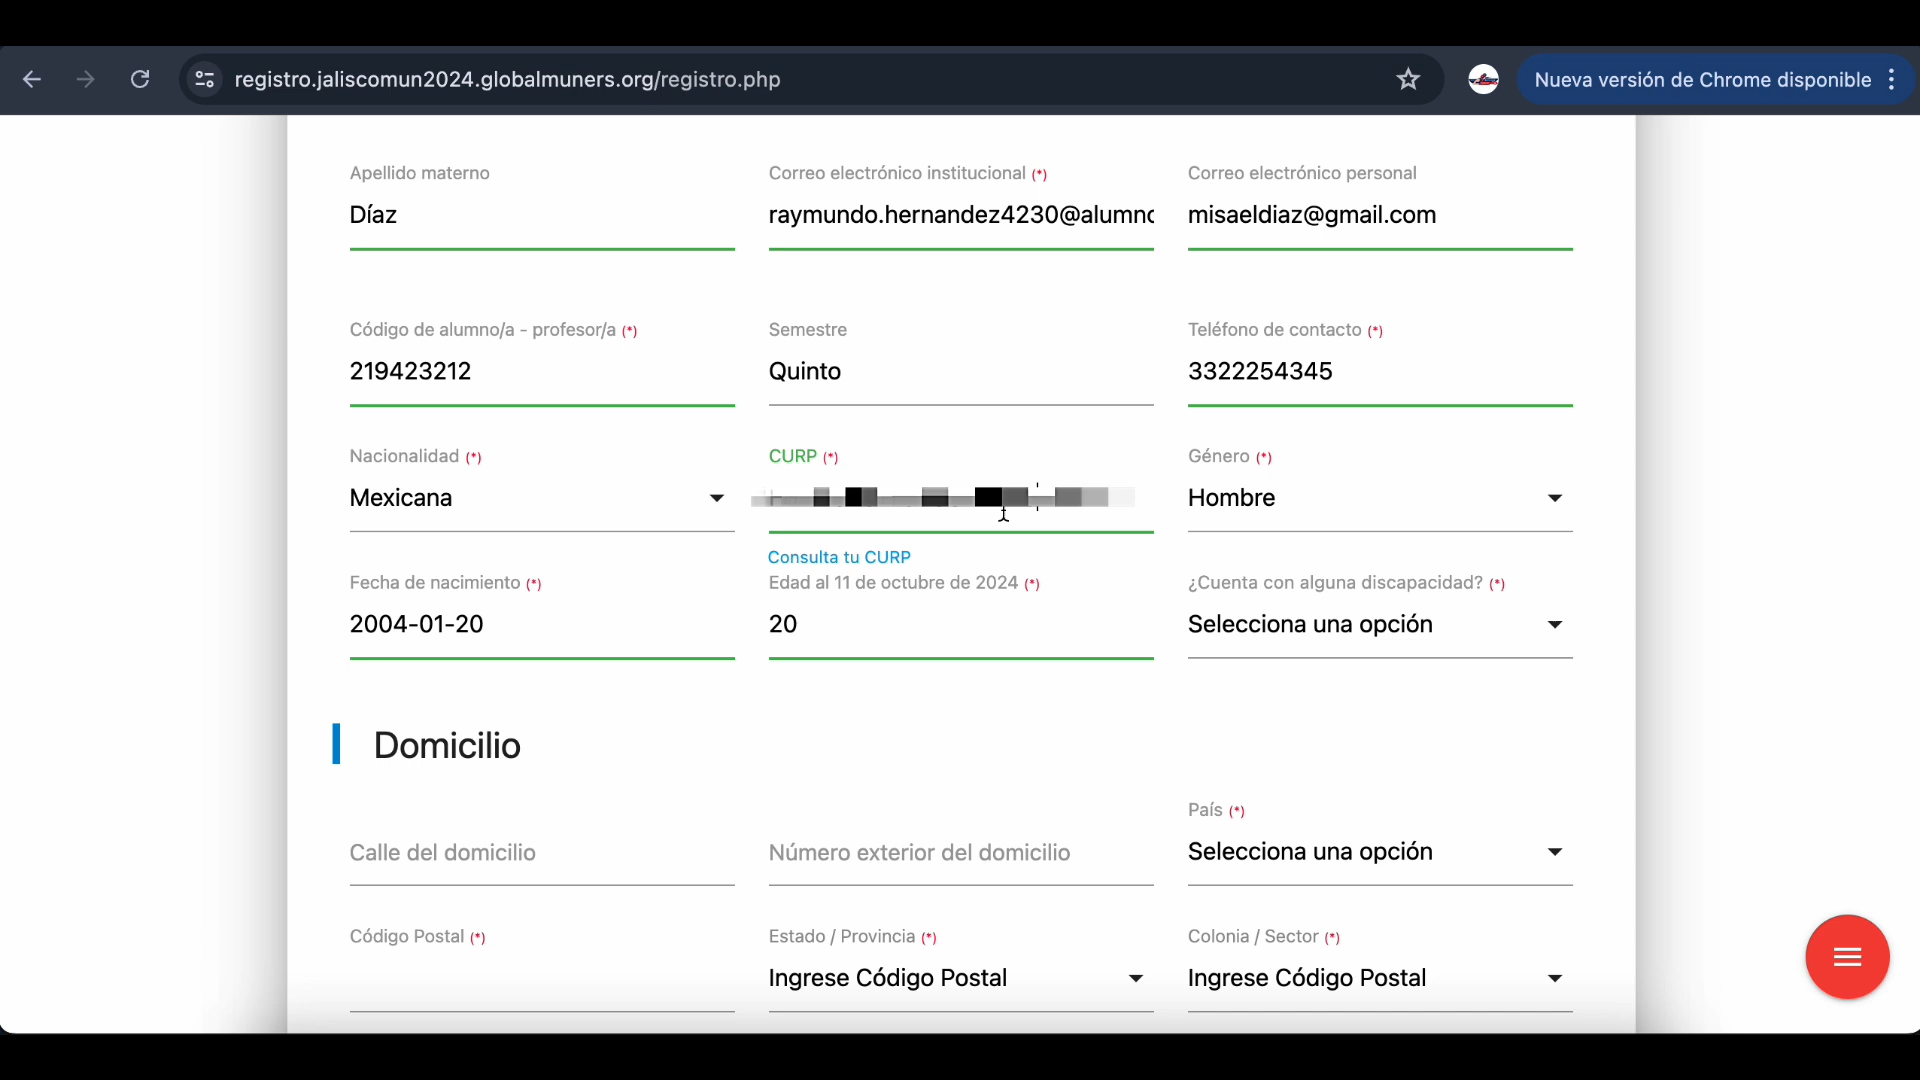 registro.jaliscomun2024.globalmuners.org/registro.php
Nueva versión de Chrome disponible
Apellido materno
Correo electrónico institucional (*)
Correo electrónico personal
Díaz
raymundo.hernandez4230@alumno
misaeldiaz@gmail.com
Código de alumno/a - profesor/a (*)
Semestre
Teléfono de contacto (*)
219423212
Quinto
3322254345
Nacionalidad (*)
CURP (*)
Género (*)
Mexicana
Hombre
Consulta tu CURP
Fecha de nacimiento (*)
Edad al 11 de octubre de 2024 (*)
¿Cuenta con alguna discapacidad? (*)
2004-01-20
20
Selecciona una opción
Domicilio
País (*)
Calle del domicilio
Número exterior del domicilio
Selecciona una opción
Código Postal (*)
Estado / Provincia (*)
Colonia / Sector (*)
Ingrese Código Postal
Ingrese Código Postal